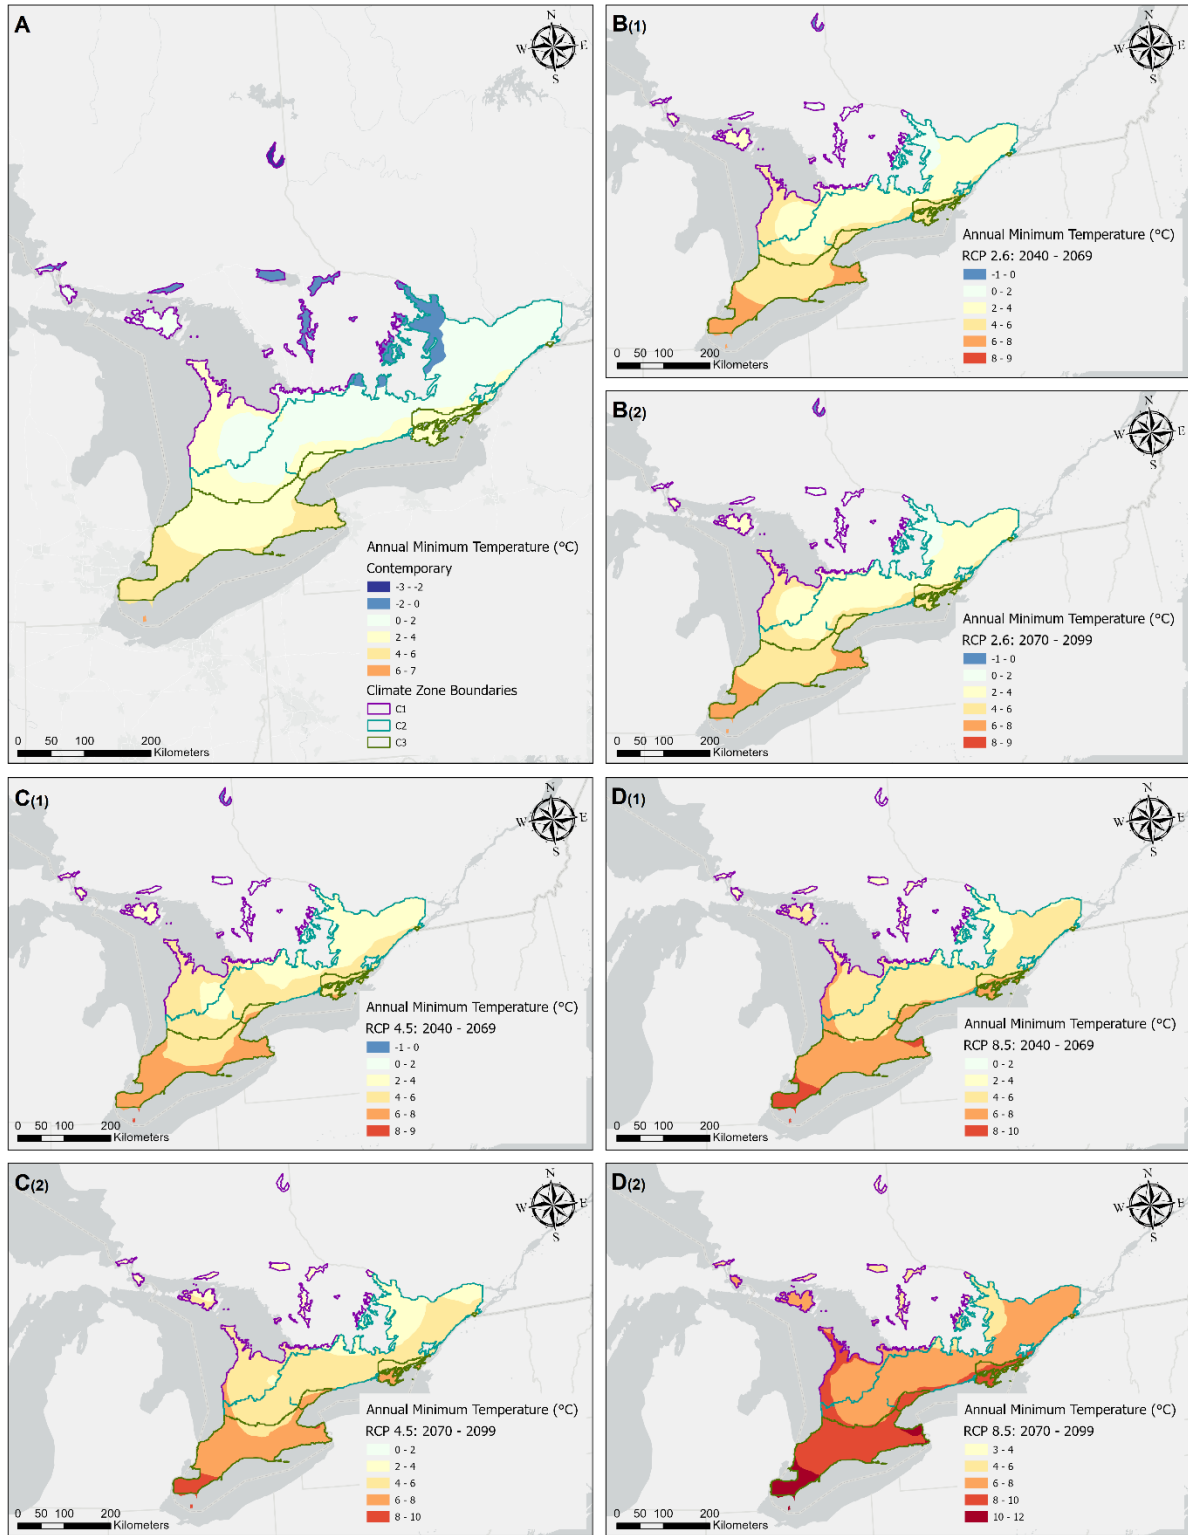 A
N
W E
S
Annual Minimum Temperature (°C)
Contemporary
-3 - -2
-2 - 0
0 - 2
2 - 4
4 - 6
6 - 7
Climate Zone Boundaries
C1
C2
C3
0 50 100 200
Kilometers
B(1)
N
W E
S
Annual Minimum Temperature (°C)
RCP 2.6: 2040 - 2069
-1 - 0
0 - 2
2 - 4
4 - 6
6 - 8
8 - 9
0 50 100 200
Kilometers
B(2)
N
W E
S
Annual Minimum Temperature (°C)
RCP 2.6: 2070 - 2099
-1 - 0
0 - 2
2 - 4
4 - 6
6 - 8
8 - 9
0 50 100 200
Kilometers
C(1)
N
W E
S
Annual Minimum Temperature (°C)
RCP 4.5: 2040 - 2069
-1 - 0
0 - 2
2 - 4
4 - 6
6 - 8
8 - 9
0 50 100 200
Kilometers
D(1)
N
W E
S
Annual Minimum Temperature (°C)
RCP 8.5: 2040 - 2069
0 - 2
2 - 4
4 - 6
6 - 8
8 - 10
0 50 100 200
Kilometers
C(2)
N
W E
S
Annual Minimum Temperature (°C)
RCP 4.5: 2070 - 2099
0 - 2
2 - 4
4 - 6
6 - 8
8 - 10
0 50 100 200
Kilometers
D(2)
N
W E
S
Annual Minimum Temperature (°C)
RCP 8.5: 2070 - 2099
3 - 4
4 - 6
6 - 8
8 - 10
10 - 12
0 50 100 200
Kilometers